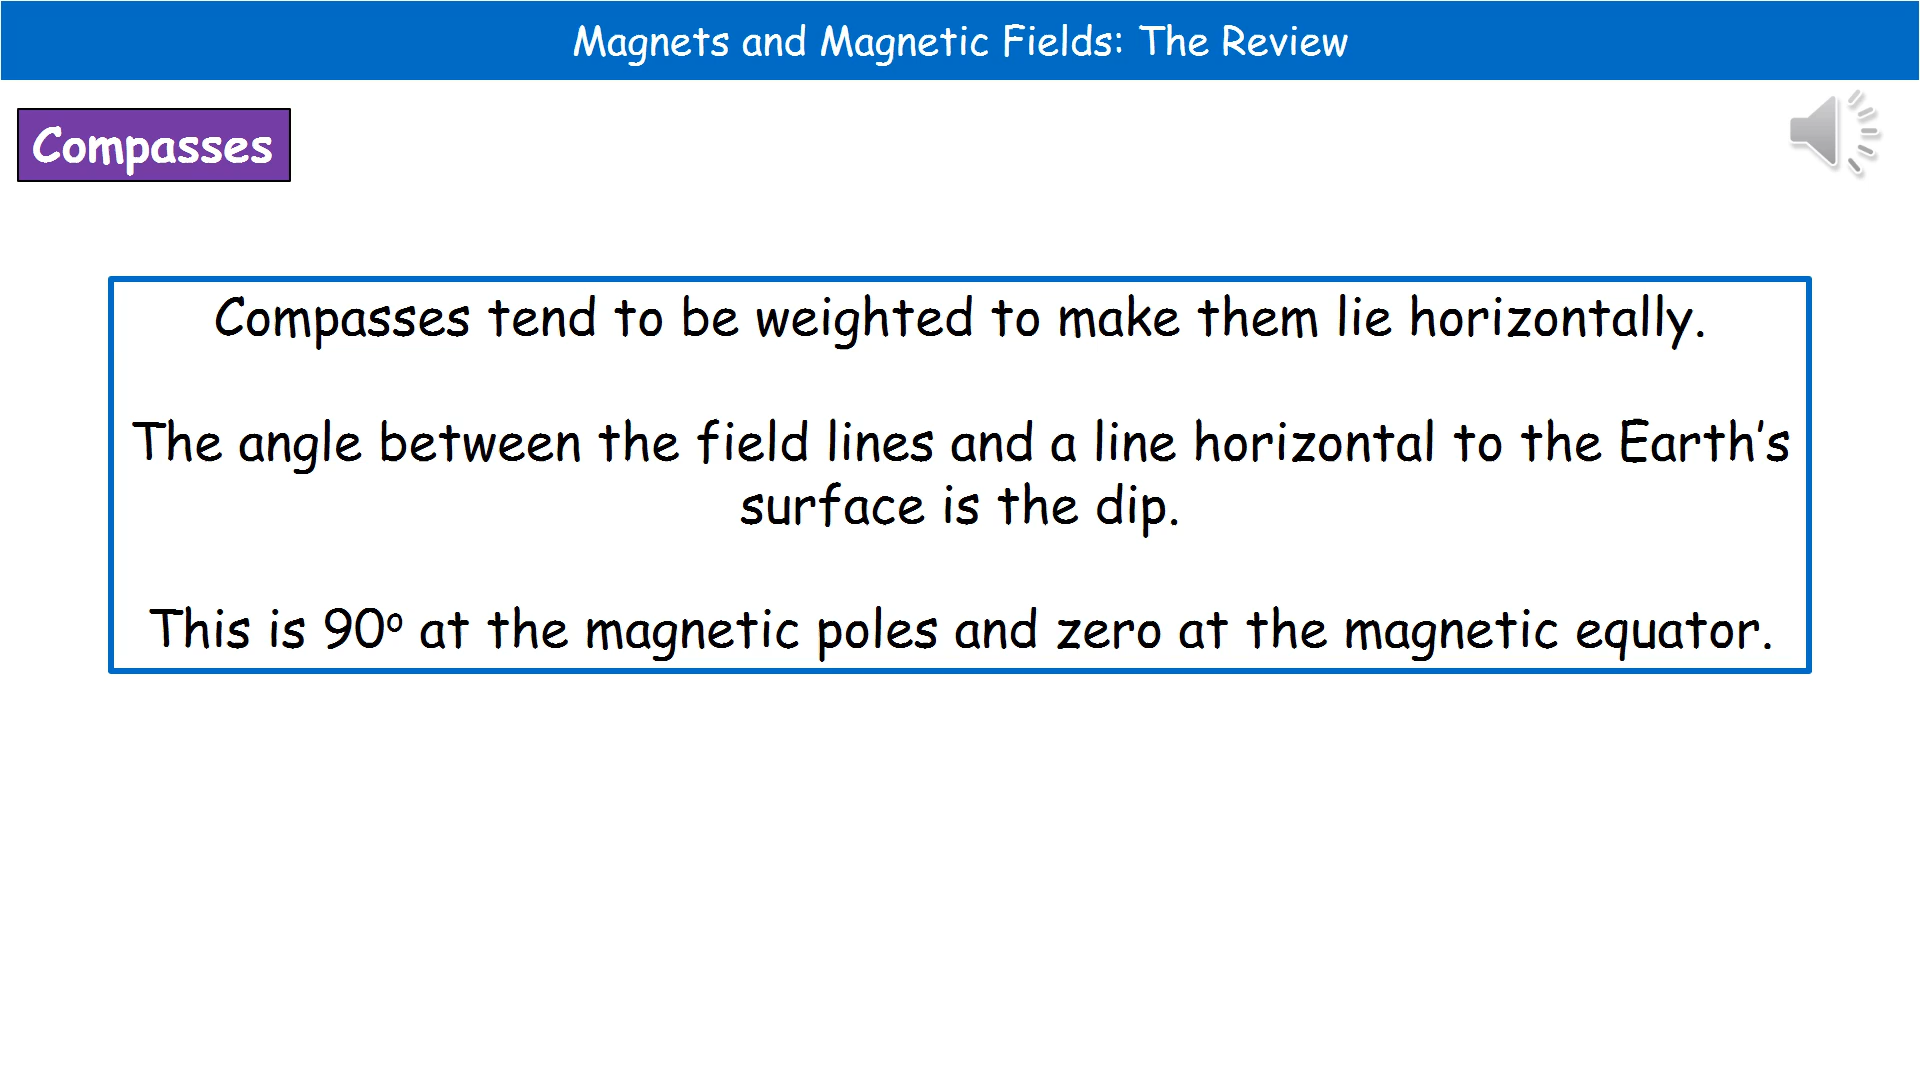 Magnets and Magnetic Fields: The Review
Compasses
Compasses tend to be weighted to make them lie horizontally.
The angle between the field lines and a line horizontal to the Earth's
surface is the dip.
This is 90º at the magnetic poles and zero at the magnetic equator.